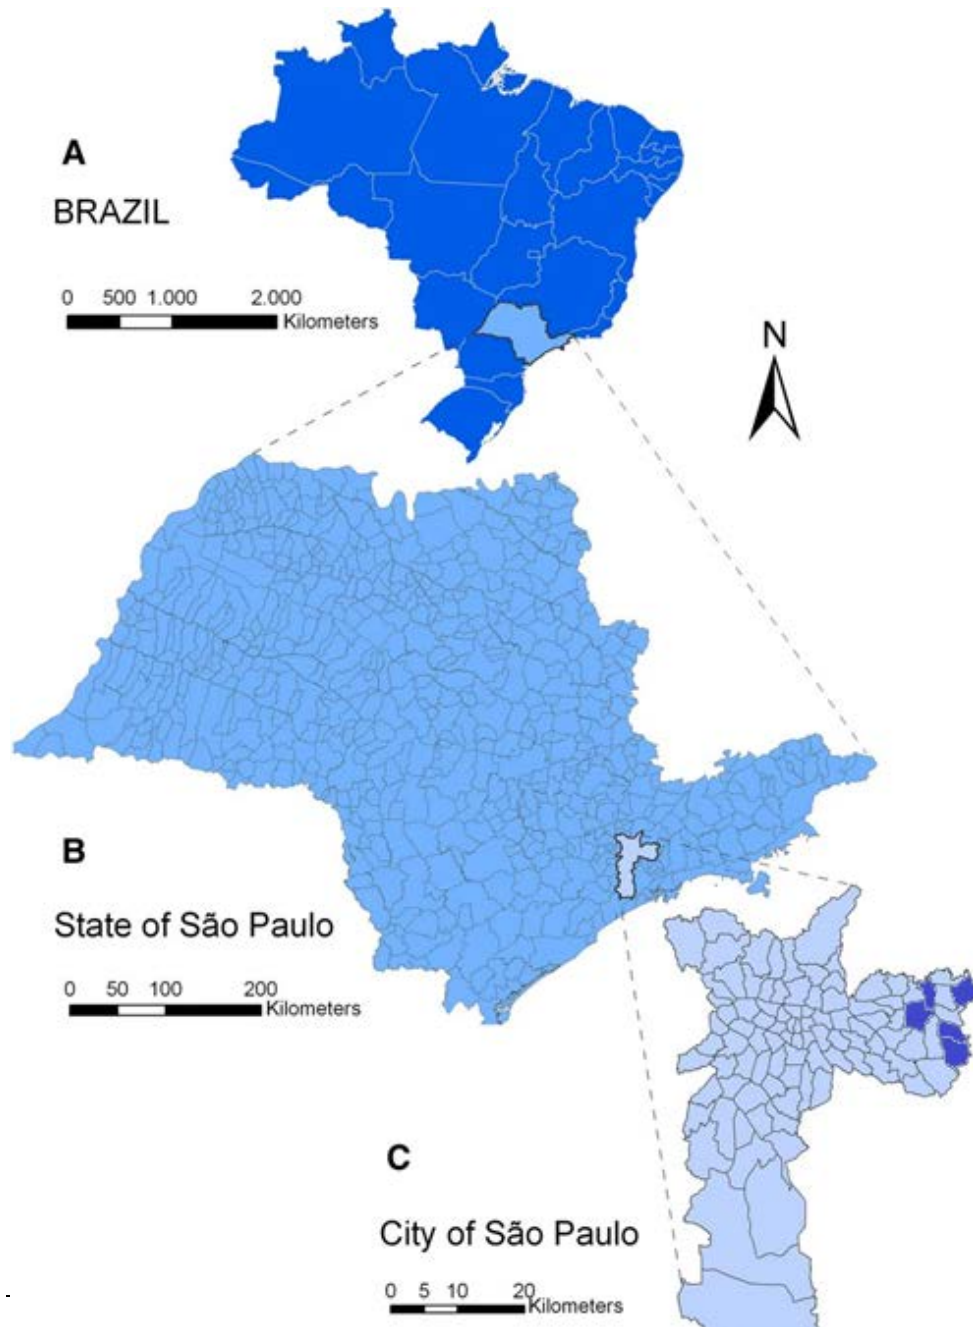 A
BRAZIL
0 500 1.000 2.000
Kilometers
N
B
State of São Paulo
0 50 100 200
Kilometers
C
City of São Paulo
0 5 10 20
Kilometers